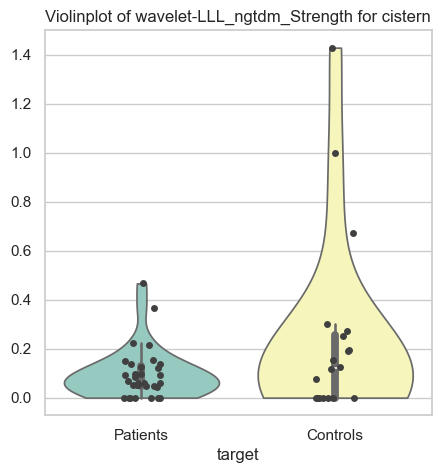 Violinplot of wavelet-LLL_ngtdm_Strength for cistern
1.4
1.2
1.0
0.8
0.6
0.4
0.2
0.0
Patients Controls
target